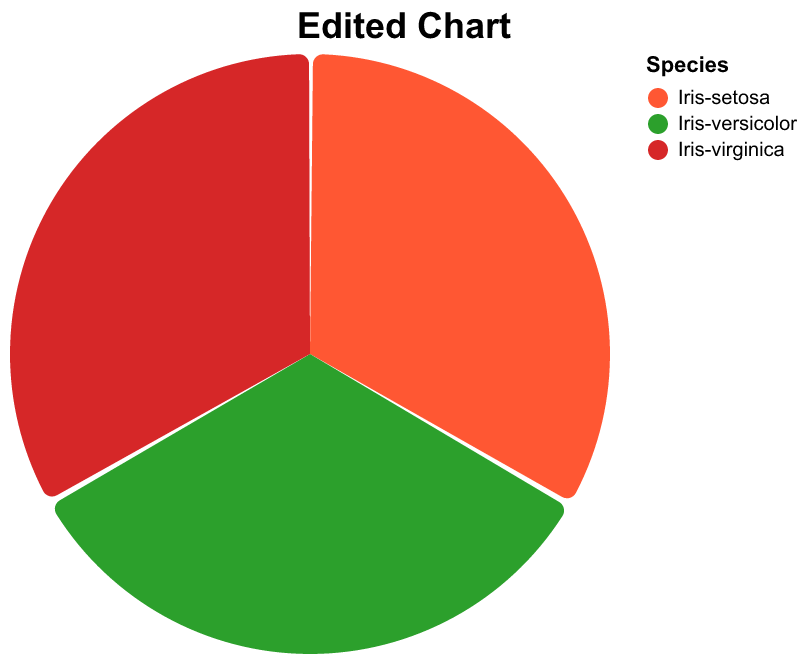 Edited Chart
Species
Iris-setosa
Iris-versicolor
Iris-virginica